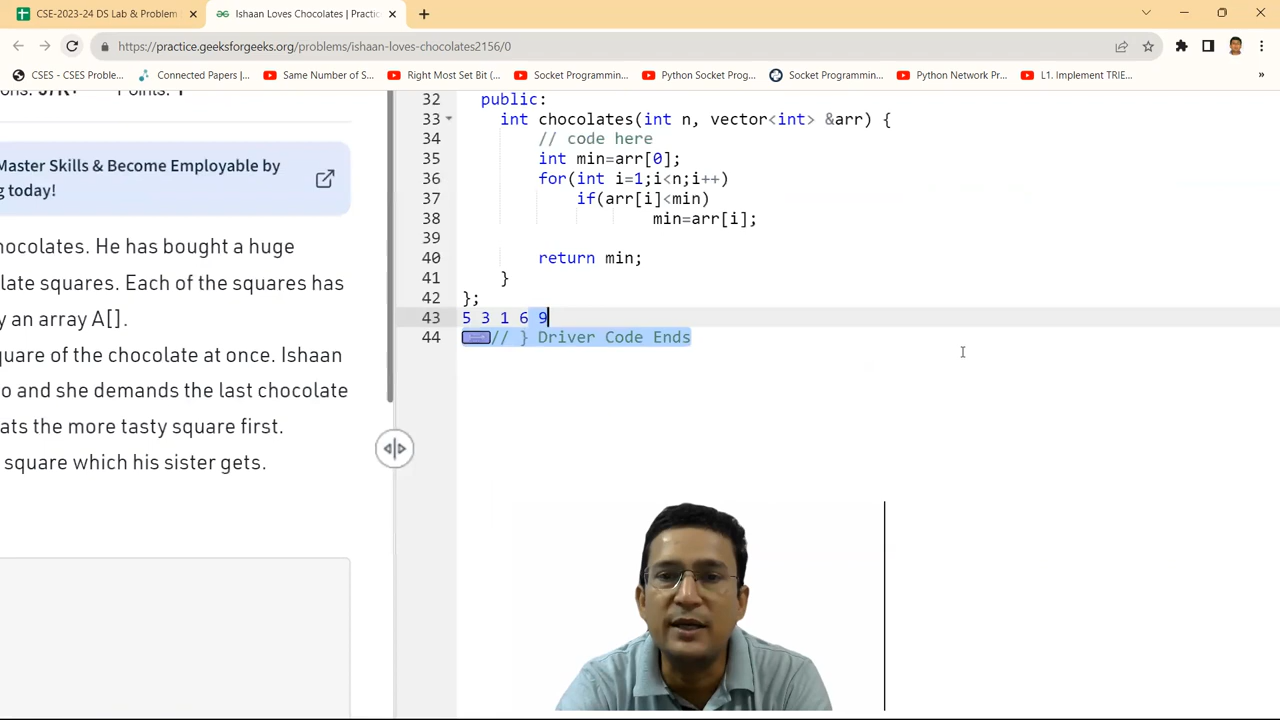 CSE-2023-24 DS Lab & Problem
Ishaan Loves Chocolates | Practic
https://practice.geeksforgeeks.org/problems/ishaan-loves-chocolates2156/0
CSES - CSES Proble...
Connected Papers |...
Same Number of S...
Right Most Set Bit (...
Socket Programmin...
Python Socket Prog...
Socket Programmin...
Python Network Pr...
L1. Implement TRIE...
»
Points: 1
Master Skills & Become Employable by
g today!
hocolates. He has bought a huge
late squares. Each of the squares has
y an array A[].
quare of the chocolate at once. Ishaan
o and she demands the last chocolate
ats the more tasty square first.
square which his sister gets.
32 public:
33 int chocolates(int n, vector<int> &arr) {
34 // code here
35 int min=arr[0];
36 for(int i=1;i<n;i++)
37 if(arr[i]<min)
38 min=arr[i];
39
40 return min;
41 }
42 };
43 5 3 1 6 9
44 // } Driver Code Ends